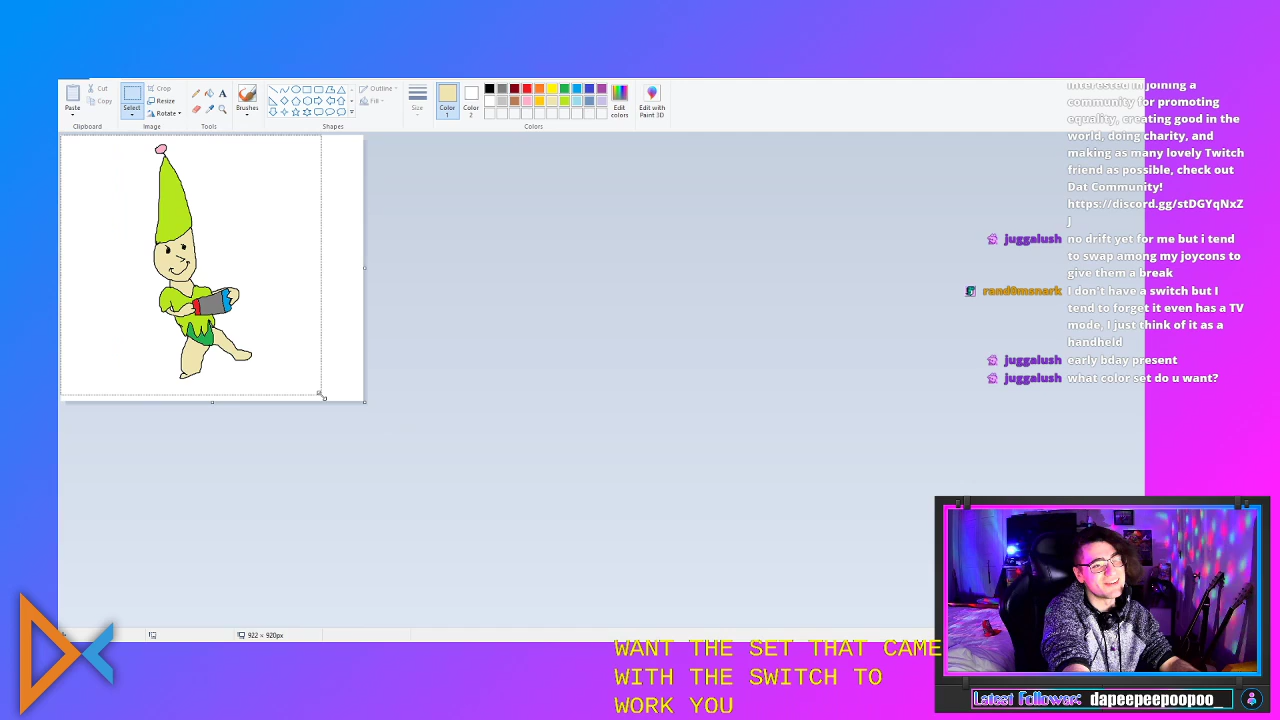 Paste
Cut
Copy
Clipboard
Select
Crop
Resize
Rotate
Image
Tools
Brushes
Shapes
Outline
Fill
Size
Color
1
Color
2
Edit
colors
Colors
Edit with
Paint 3D
interested in joining a
community for promoting
equality, creating good in the
world, doing charity, and
making as many lovely Twitch
friend as possible, check out
Dat Community!
https://discord.gg/stDGYqNxZ
J
juggalush no drift yet for me but i tend
to swap among my joycons to
give them a break
rand0msnark I don't have a switch but I
tend to forget it even has a TV
mode, I just think of it as a
handheld
juggalush early bday present
juggalush what color set do u want?
922 × 920px
WANT THE SET THAT CAME
WITH THE SWITCH TO
WORK YOU
Latest Follower: dapeepeepoopoo_